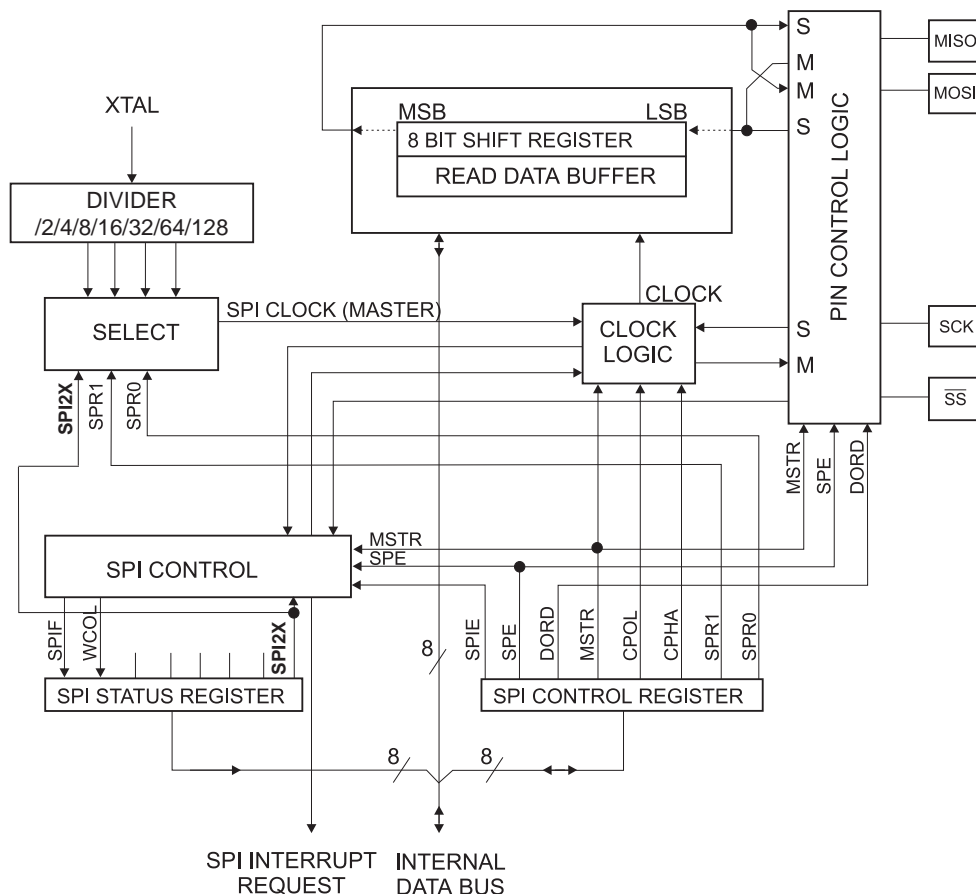 S
MISO
M
XTAL
MSB
LSB
M
MOSI
8 BIT SHIFT REGISTER
S
READ DATA BUFFER
DIVIDER
/2/4/8/16/32/64/128
PIN CONTROL LOGIC
SPI CLOCK (MASTER)
CLOCK
SELECT
CLOCK
LOGIC
S
SCK
M
SPI2X
SPR1
SPR0
SS
MSTR
SPE
DORD
MSTR
SPE
SPI CONTROL
SPIF
WCOL
SPI2X
SPIE
SPE
DORD
MSTR
CPOL
CPHA
SPR1
SPR0
8
SPI STATUS REGISTER
SPI CONTROL REGISTER
8
8
SPI INTERRUPT
REQUEST
INTERNAL
DATA BUS